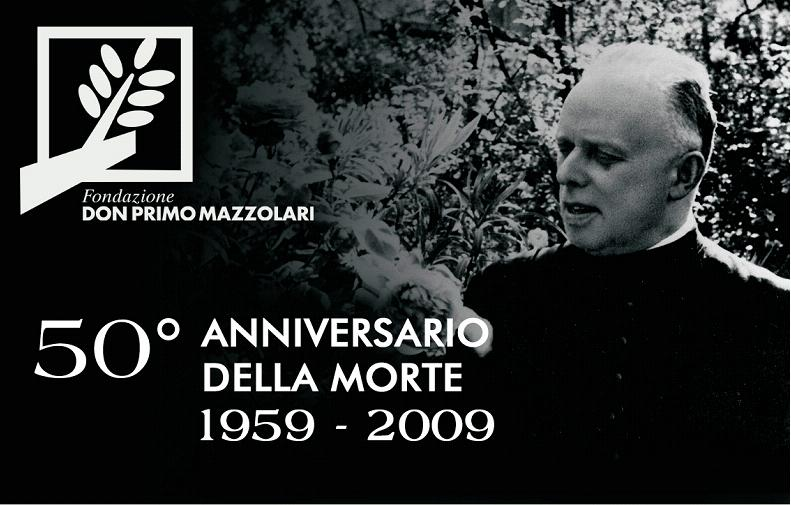 Fondazione
DON PRIMO MAZZOLARI
50° ANNIVERSARIO
DELLA MORTE
1959 - 2009